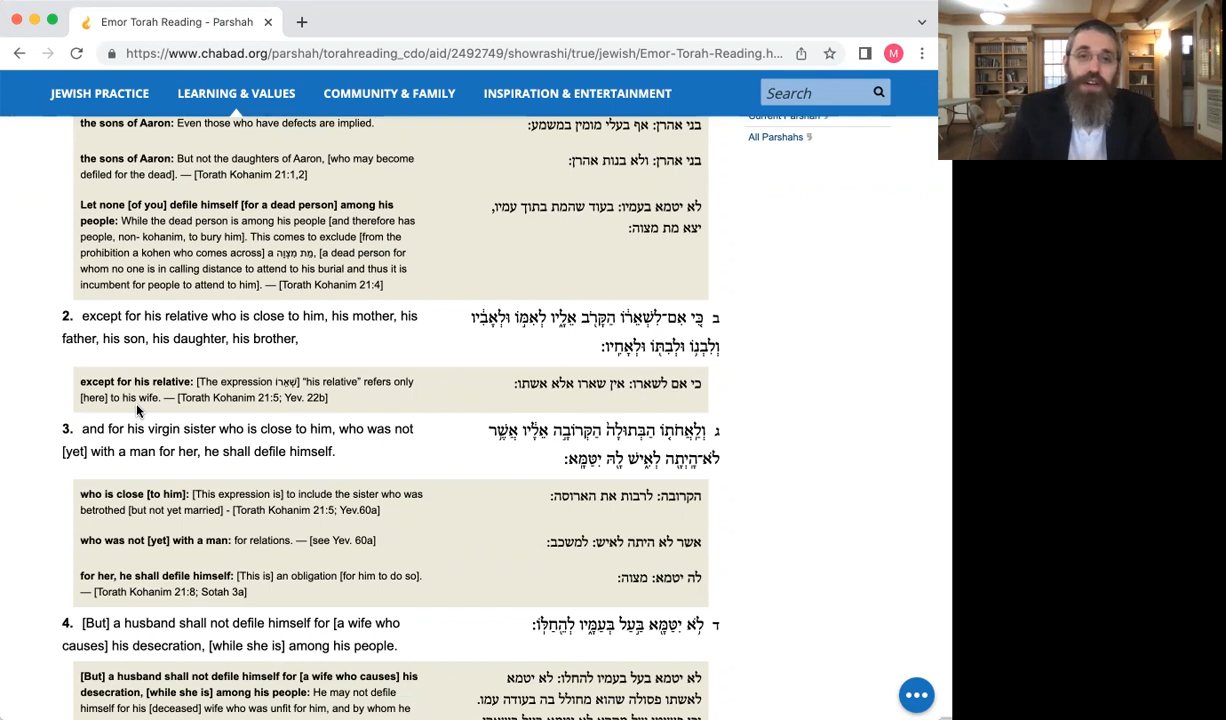 Emor Torah Reading - Parshah
https://www.chabad.org/parshah/torahreading_cdo/aid/2492749/showrashi/true/jewish/Emor-Torah-Reading.h...
M
JEWISH PRACTICE LEARNING & VALUES COMMUNITY & FAMILY INSPIRATION & ENTERTAINMENT Search
Current Parshah
All Parshahs
the sons of Aaron: Even those who have defects are implied.
בני אהרן: אף בעלי מומין במשמע:
the sons of Aaron: But not the daughters of Aaron, [who may become
defiled for the dead]. — [Torath Kohanim 21:1,2]
בני אהרן: ולא בנות אהרן:
Let none [of you] defile himself [for a dead person] among his
people: While the dead person is among his people [and therefore has
people, non- kohanim, to bury him]. This comes to exclude [from the
prohibition a kohen who comes across] a מֵת מִצְוָה, [a dead person for
whom no one is in calling distance to attend to his burial and thus it is
incumbent for people to attend to him]. — [Torath Kohanim 21:4]
לא יטמא בעמיו: בעוד שהמת בתוך עמיו,
יצא מת מצוה:
2. except for his relative who is close to him, his mother, his
father, his son, his daughter, his brother,
ב כִּ֚י אִם־לִשְׁאֵר֔וֹ הַקָּרֹ֖ב אֵלָ֑יו לְאִמּ֣וֹ וּלְאָבִ֔יו
וְלִבְנ֥וֹ וּלְבִתּ֖וֹ וּלְאָחִֽיו:
except for his relative: [The expression שְׁאֵרוֹ] “his relative” refers only
[here] to his wife. — [Torath Kohanim 21:5; Yev. 22b]
כי אם לשארו: אין שארו אלא אשתו:
3. and for his virgin sister who is close to him, who was not
[yet] with a man for her, he shall defile himself.
ג וְלַֽאֲחֹת֤וֹ הַבְּתוּלָה֙ הַקְּרוֹבָ֣ה אֵלָ֔יו אֲשֶׁ֥ר
לֹא־הָֽיְתָ֖ה לְאִ֑ישׁ לָ֖הּ יִטַּמָּֽא:
who is close [to him]: [This expression is] to include the sister who was
betrothed [but not yet married] - [Torath Kohanim 21:5; Yev.60a]
הקרובה: לרבות את הארוסה:
who was not [yet] with a man: for relations. — [see Yev. 60a]
אשר לא היתה לאיש: למשכב:
for her, he shall defile himself: [This is] an obligation [for him to do so].
— [Torath Kohanim 21:8; Sotah 3a]
לה יטמא: מצוה:
4. [But] a husband shall not defile himself for [a wife who
causes] his desecration, [while she is] among his people.
ד לֹ֥א יִטַּמָּ֖א בַּ֣עַל בְּעַמָּ֑יו לְהֵ֖חַלּֽוֹ:
[But] a husband shall not defile himself for [a wife who causes] his
desecration, [while she is] among his people: He may not defile
himself for his [deceased] wife who was unfit for him, and by whom he
לא יטמא בעל בעמיו להחלו: לא יטמא
לאשתו פסולה שהוא מחולל בה בעודה עמו.